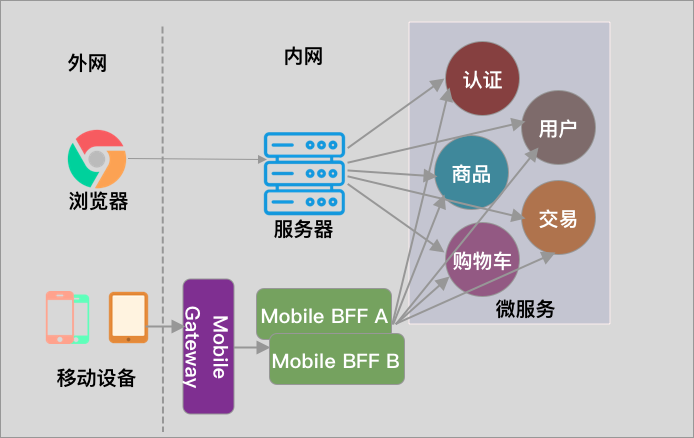 外网
内网
认证
用户
商品
浏览器
服务器
交易
购物车
微服务
Mobile
Gateway
Mobile BFF A
Mobile BFF B
移动设备